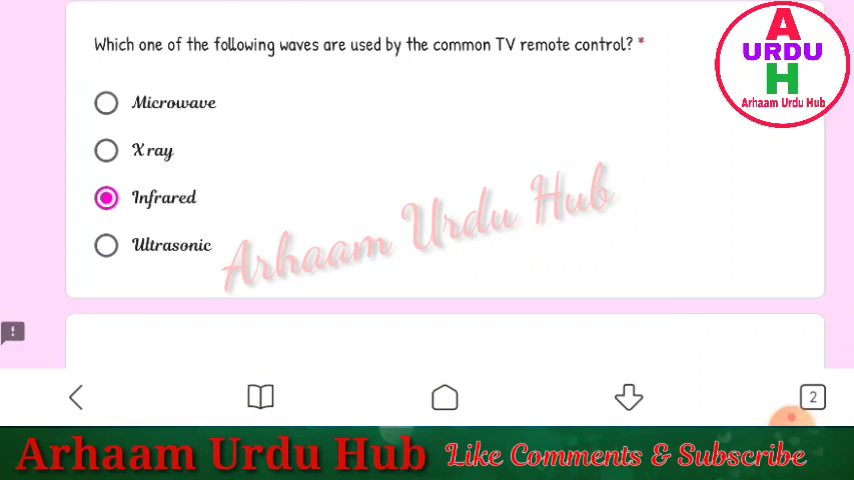 Which one of the following waves are used by the common TV remote control? *
A
URDU
H
Arhaam Urdu Hub
Microwave
X ray
Infrared
Ultrasonic
Arhaam Urdu Hub
!
2
Arhaam Urdu Hub Like Comments & Subscribe